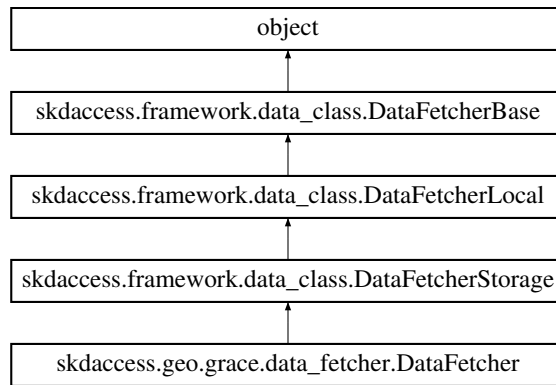 object
skdaccess.framework.data_class.DataFetcherBase
skdaccess.framework.data_class.DataFetcherLocal
skdaccess.framework.data_class.DataFetcherStorage
skdaccess.geo.grace.data_fetcher.DataFetcher